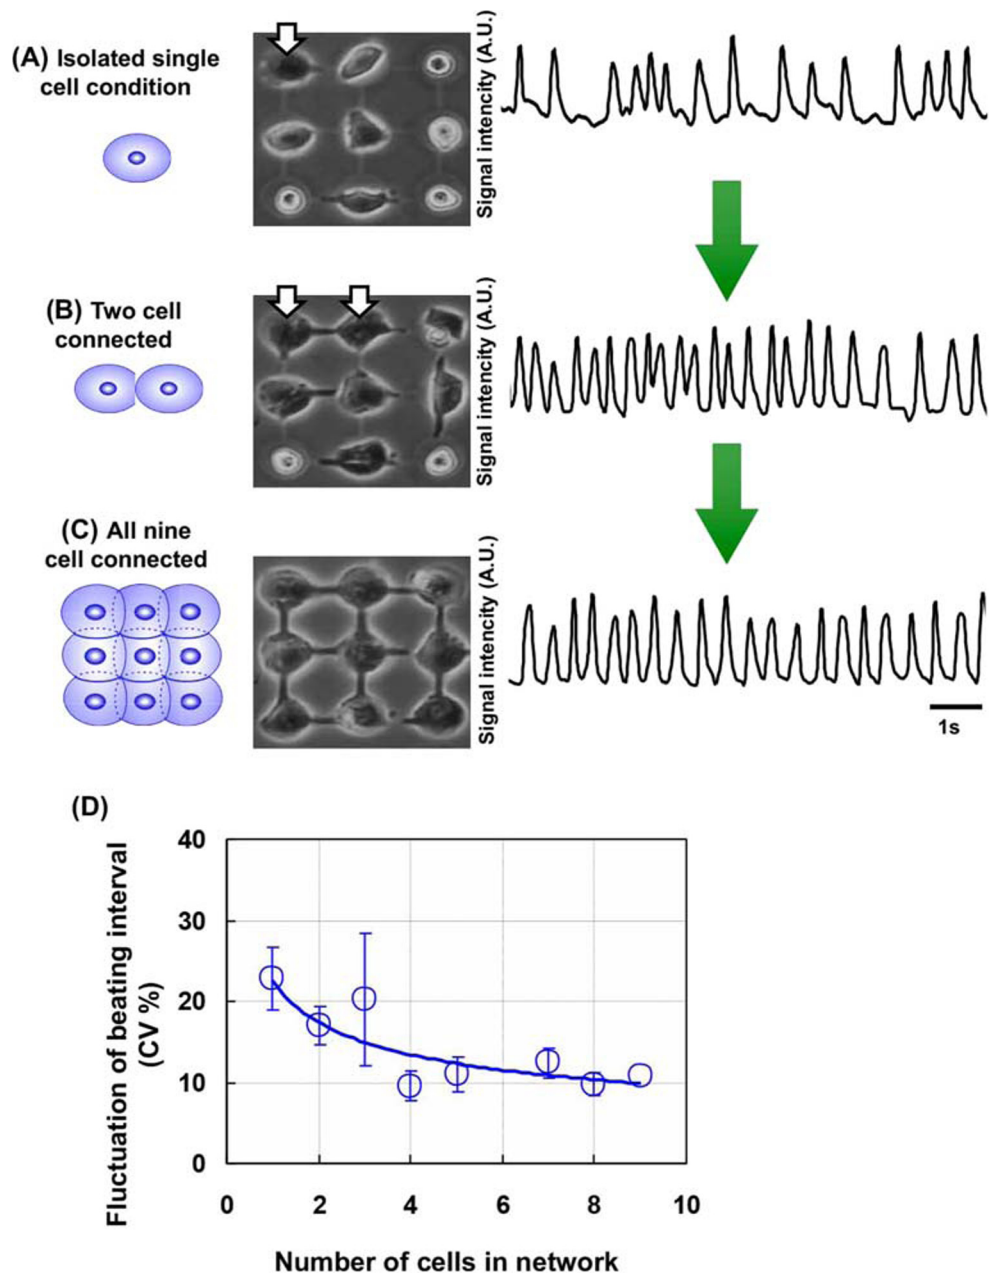 (A) Isolated single
cell condition
Signal intencity (A.U.)
(B) Two cell
connected
Signal intencity (A.U.)
(C) All nine
cell connected
Signal intencity (A.U.)
1s
(D)
Fluctuation of beating interval
(CV %)
40
30
20
10
0
0 2 4 6 8 10
Number of cells in network